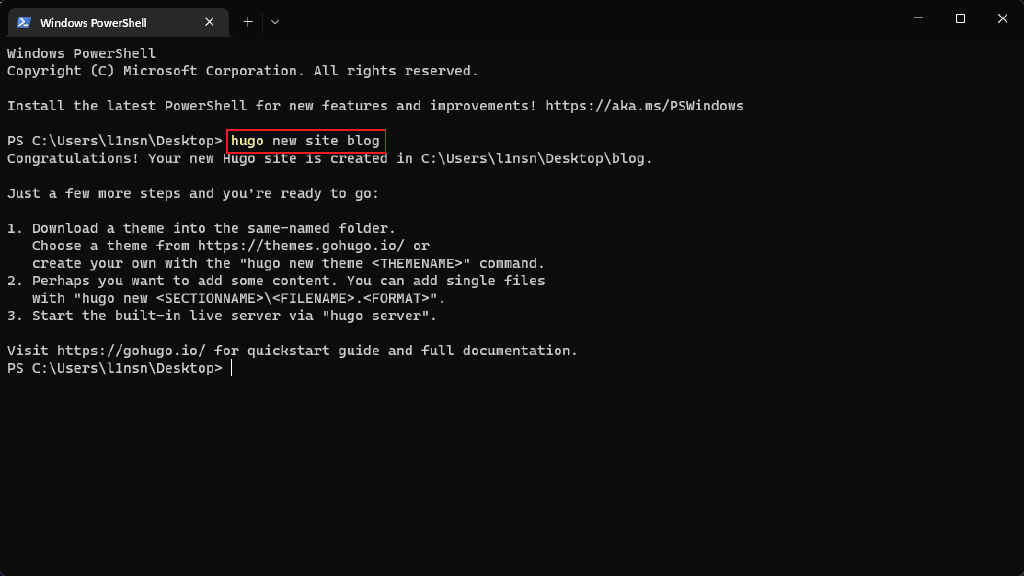 Windows PowerShell
Windows PowerShell
Copyright (C) Microsoft Corporation. All rights reserved.
Install the latest PowerShell for new features and improvements! https://aka.ms/PSWindows
PS C:\Users\l1nsn\Desktop> hugo new site blog
Congratulations! Your new Hugo site is created in C:\Users\l1nsn\Desktop\blog.
Just a few more steps and you're ready to go:
1. Download a theme into the same-named folder.
   Choose a theme from https://themes.gohugo.io/ or
   create your own with the "hugo new theme <THEMENAME>" command.
2. Perhaps you want to add some content. You can add single files
   with "hugo new <SECTIONNAME>\<FILENAME>.<FORMAT>".
3. Start the built-in live server via "hugo server".
Visit https://gohugo.io/ for quickstart guide and full documentation.
PS C:\Users\l1nsn\Desktop>